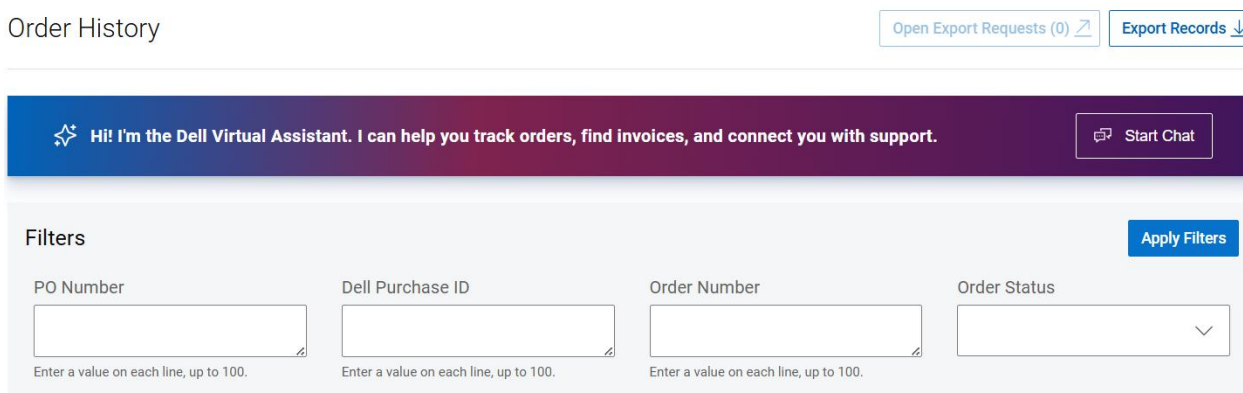 Order History
Open Export Requests (0)
Export Records
Hi! I'm the Dell Virtual Assistant. I can help you track orders, find invoices, and connect you with support.
Start Chat
Filters
Apply Filters
PO Number
Dell Purchase ID
Order Number
Order Status
Enter a value on each line, up to 100.
Enter a value on each line, up to 100.
Enter a value on each line, up to 100.